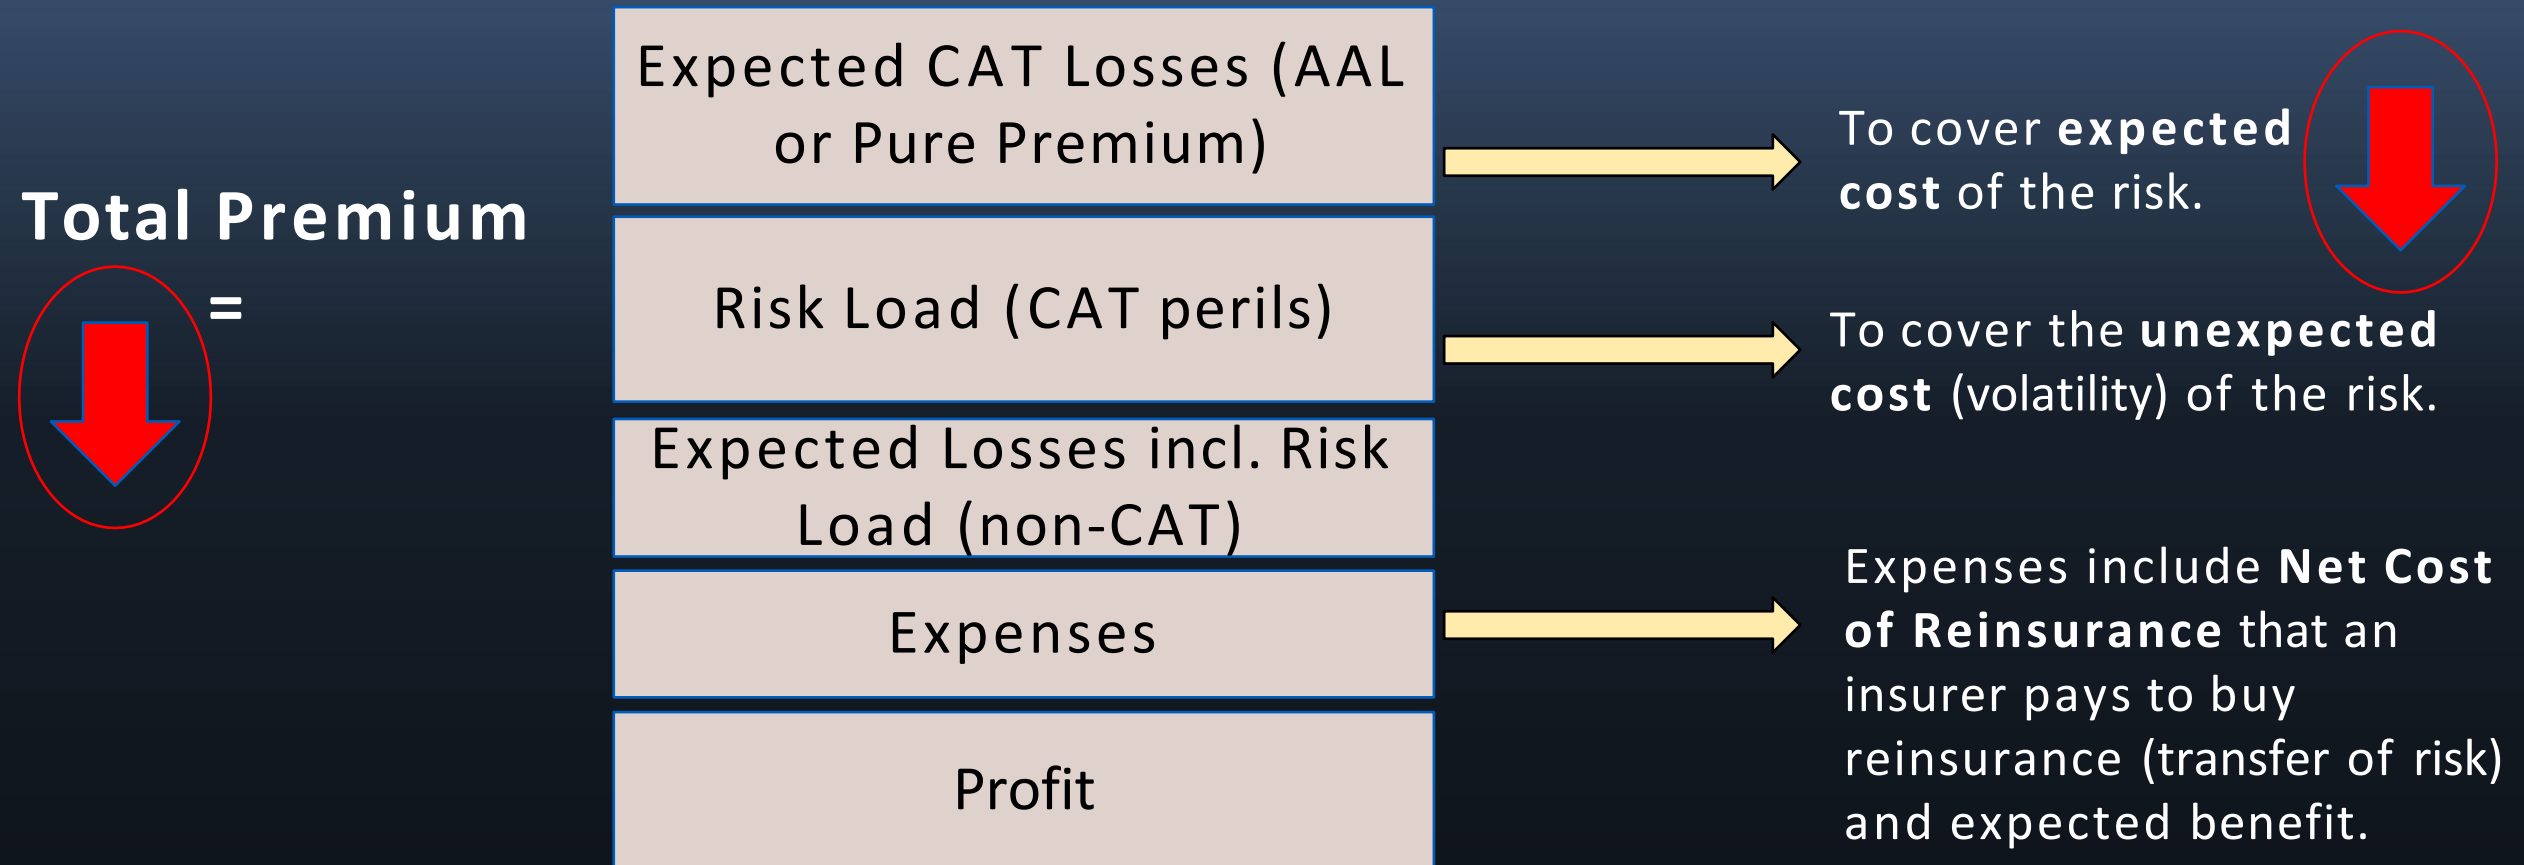 Total Premium
=
Expected CAT Losses (AAL
or Pure Premium)
Risk Load (CAT perils)
Expected Losses incl. Risk
Load (non-CAT)
Expenses
Profit
To cover expected
cost of the risk.
To cover the unexpected
cost (volatility) of the risk.
Expenses include Net Cost
of Reinsurance that an
insurer pays to buy
reinsurance (transfer of risk)
and expected benefit.